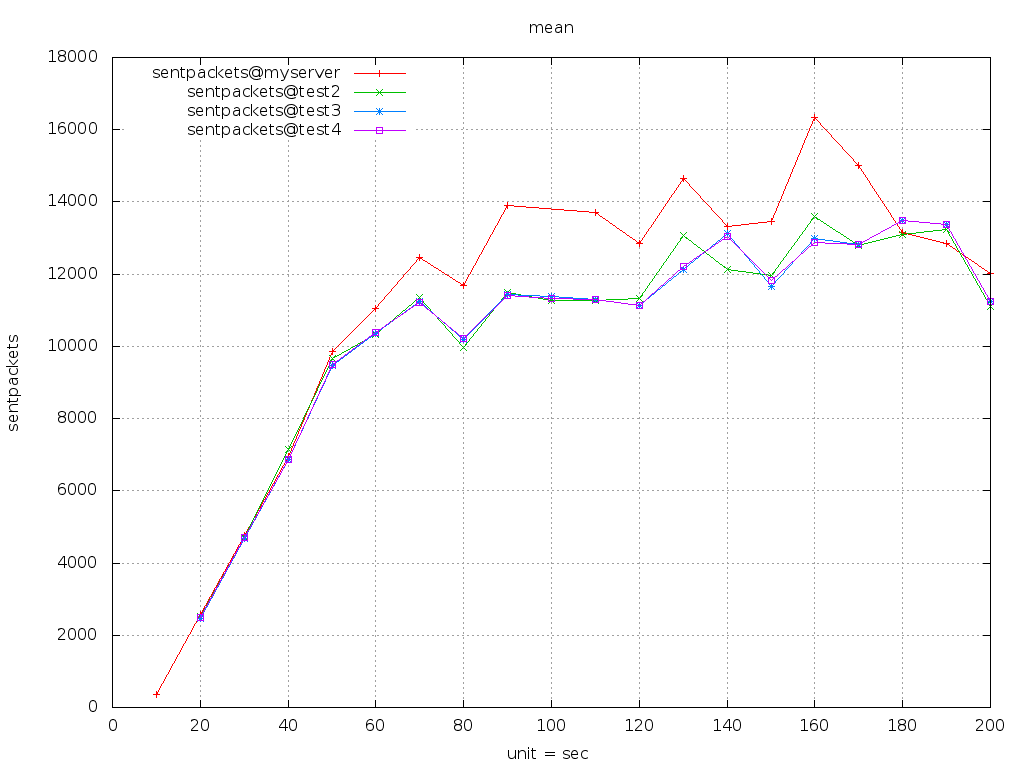 mean
18000
16000
14000
12000
10000
8000
6000
4000
2000
0
sentpackets
sentpackets@myserver
sentpackets@test2
sentpackets@test3
sentpackets@test4
0 20 40 60 80 100 120 140 160 180 200
unit = sec